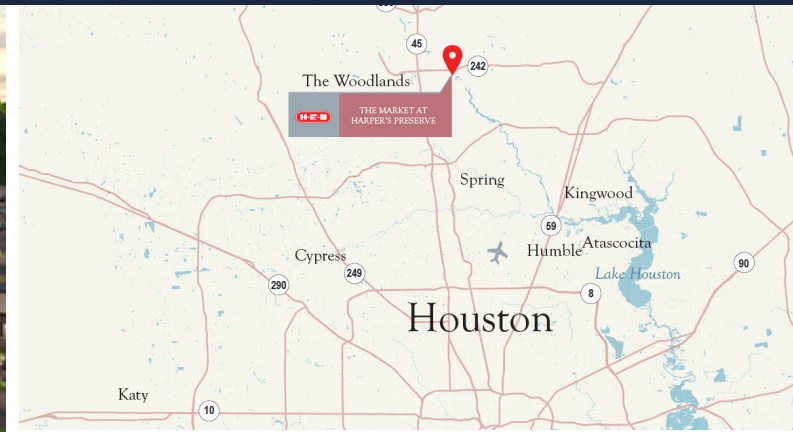 45
242
The Woodlands
H-E-B
THE MARKET AT
HARPER'S PRESERVE
Spring
Kingwood
59
Humble
Atascocita
Cypress
249
Lake Houston
90
290
8
Houston
Katy
10